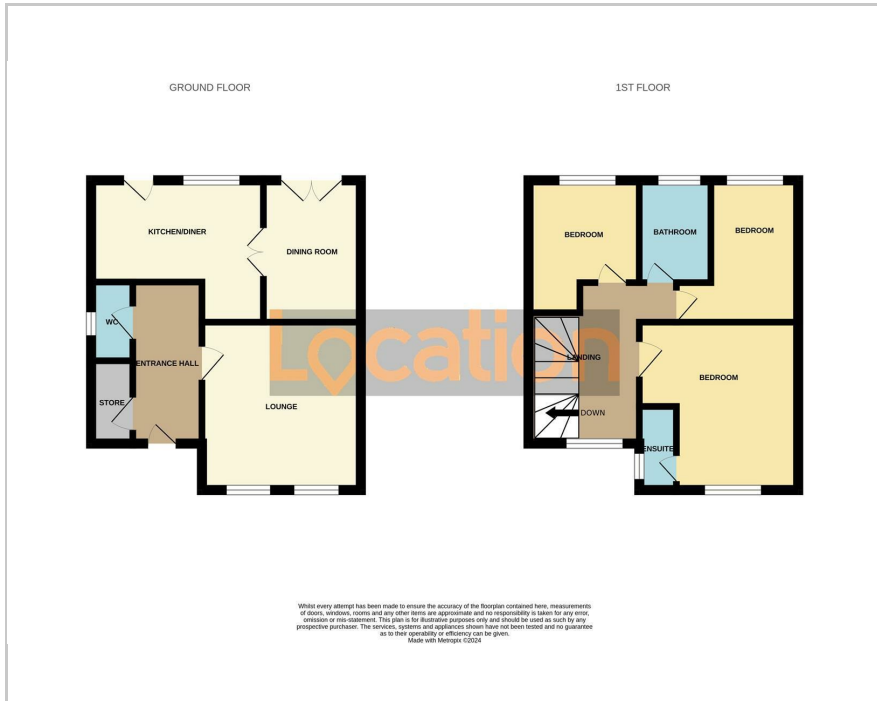 GROUND FLOOR
1ST FLOOR
KITCHEN/DINER
DINING ROOM
WC
ENTRANCE HALL
STORE
LOUNGE
BEDROOM
BATHROOM
BEDROOM
LANDING
DOWN
BEDROOM
ENSUITE
Location
Whilst every attempt has been made to ensure the accuracy of the floorplan contained here, measurements
of doors, windows, rooms and any other items are approximate and no responsibility is taken for any error,
omission or mis-statement. This plan is for illustrative purposes only and should be used as such by any
prospective purchaser. The services, systems and appliances shown have not been tested and no guarantee
as to their operability or efficiency can be given.
Made with Metropix ©2024